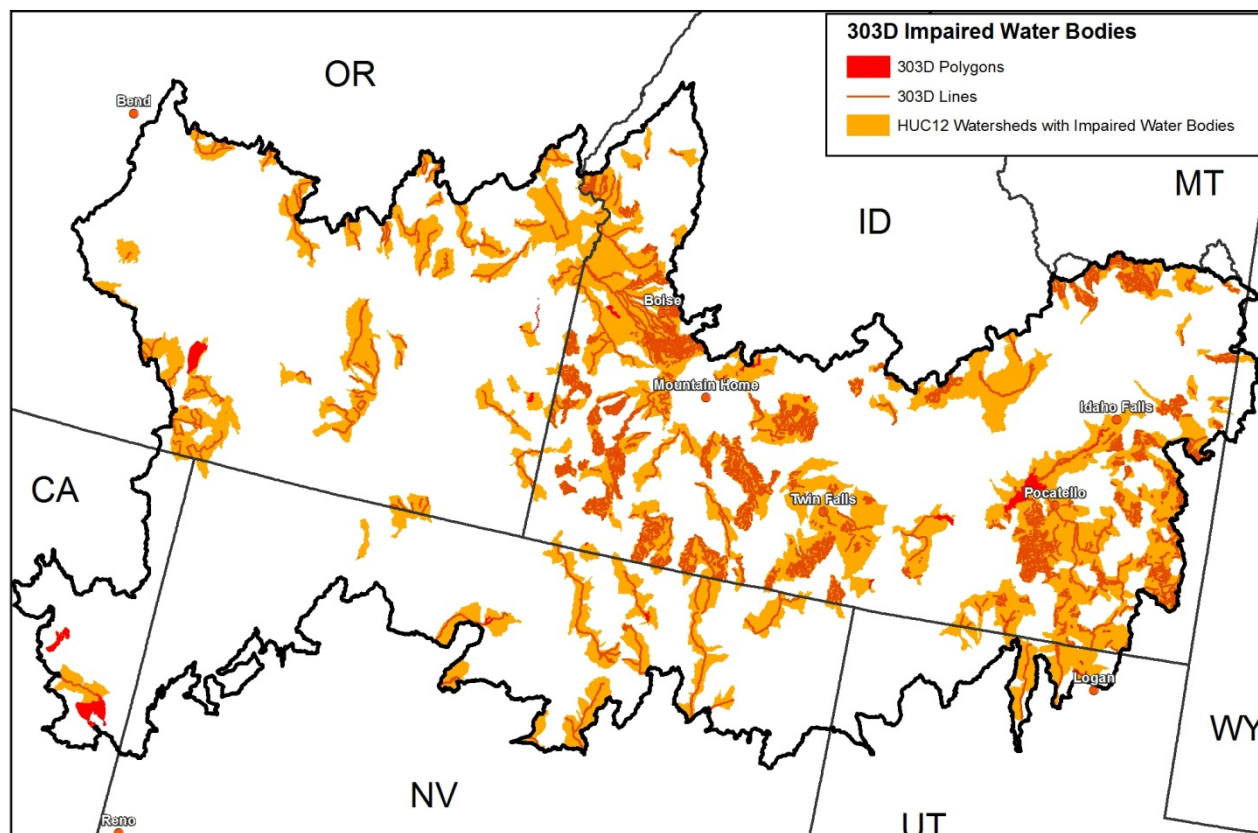 303D Impaired Water Bodies
303D Polygons
303D Lines
HUC12 Watersheds with Impaired Water Bodies
OR
Bend
MT
ID
Boise
Mountain Home
Idaho Falls
CA
Twin Falls
Pocatello
Logan
WY
NV
Reno
UT